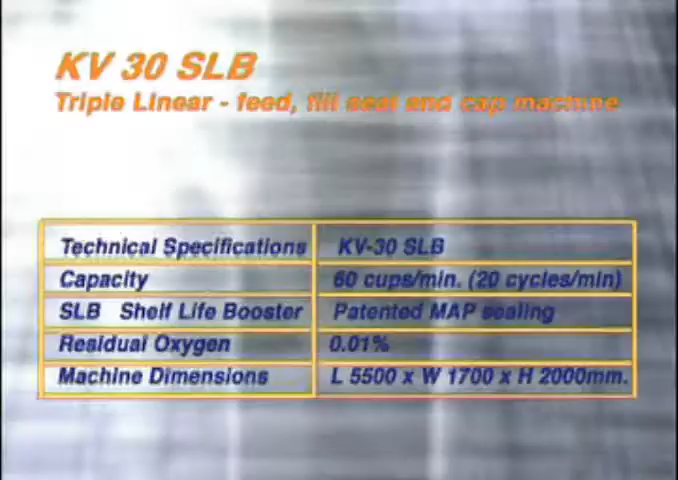 KV 30 SLB
Triple Linear - feed, fill seal and cap machine
Technical Specifications KV-30 SLB
Capacity 60 cups/min. (20 cycles/min)
SLB Shelf Life Booster Patented MAP sealing
Residual Oxygen 0.01%
Machine Dimensions L 5500 x W 1700 x H 2000mm.